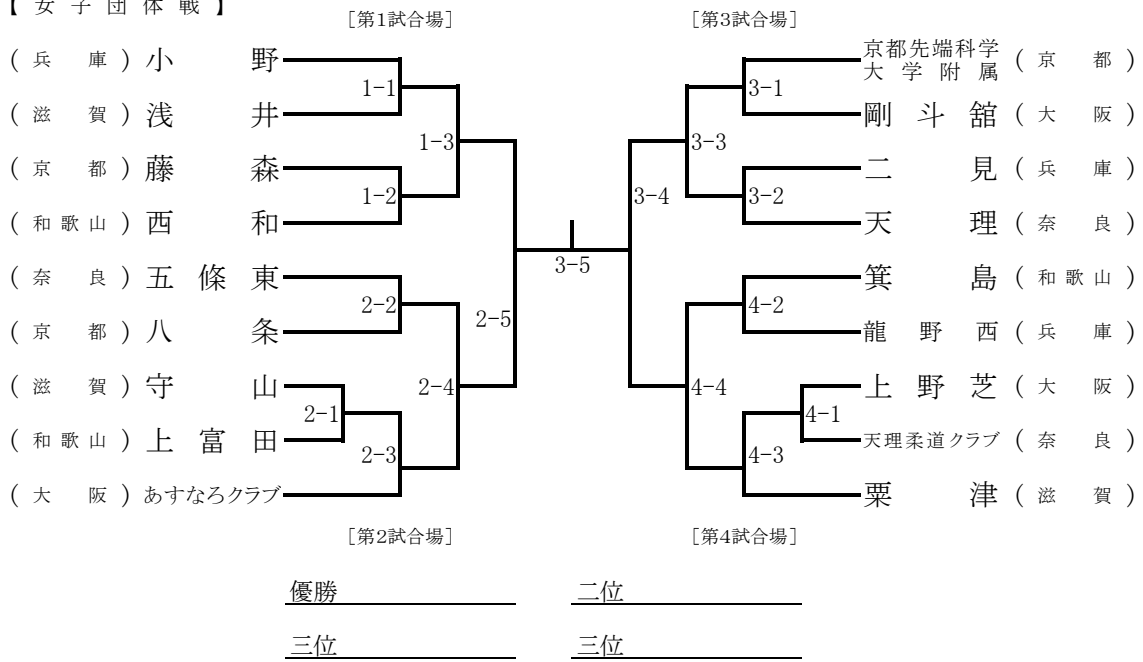 【 女 子 団 体 戦 】
［第1試合場］
［第3試合場］
( 兵 庫 ) 小 野
( 滋 賀 ) 浅 井
( 京 都 ) 藤 森
( 和 歌 山 ) 西 和
( 奈 良 ) 五 條 東
( 京 都 ) 八 条
( 滋 賀 ) 守 山
( 和 歌 山 ) 上 富 田
( 大 阪 ) あすなろクラブ
1-1
1-3
1-2
2-2
2-5
2-4
2-1
2-3
3-5
3-1
3-3
3-4
3-2
4-2
4-4
4-1
4-3
京都先端科学
大 学 附 属 ( 京 都 )
剛 斗 舘 ( 大 阪 )
二 見 ( 兵 庫 )
天 理 ( 奈 良 )
箕 島 ( 和 歌 山 )
龍 野 西 ( 兵 庫 )
上 野 芝 ( 大 阪 )
天理柔道クラブ ( 奈 良 )
粟 津 ( 滋 賀 )
［第2試合場］
［第4試合場］
優勝
二位
三位
三位